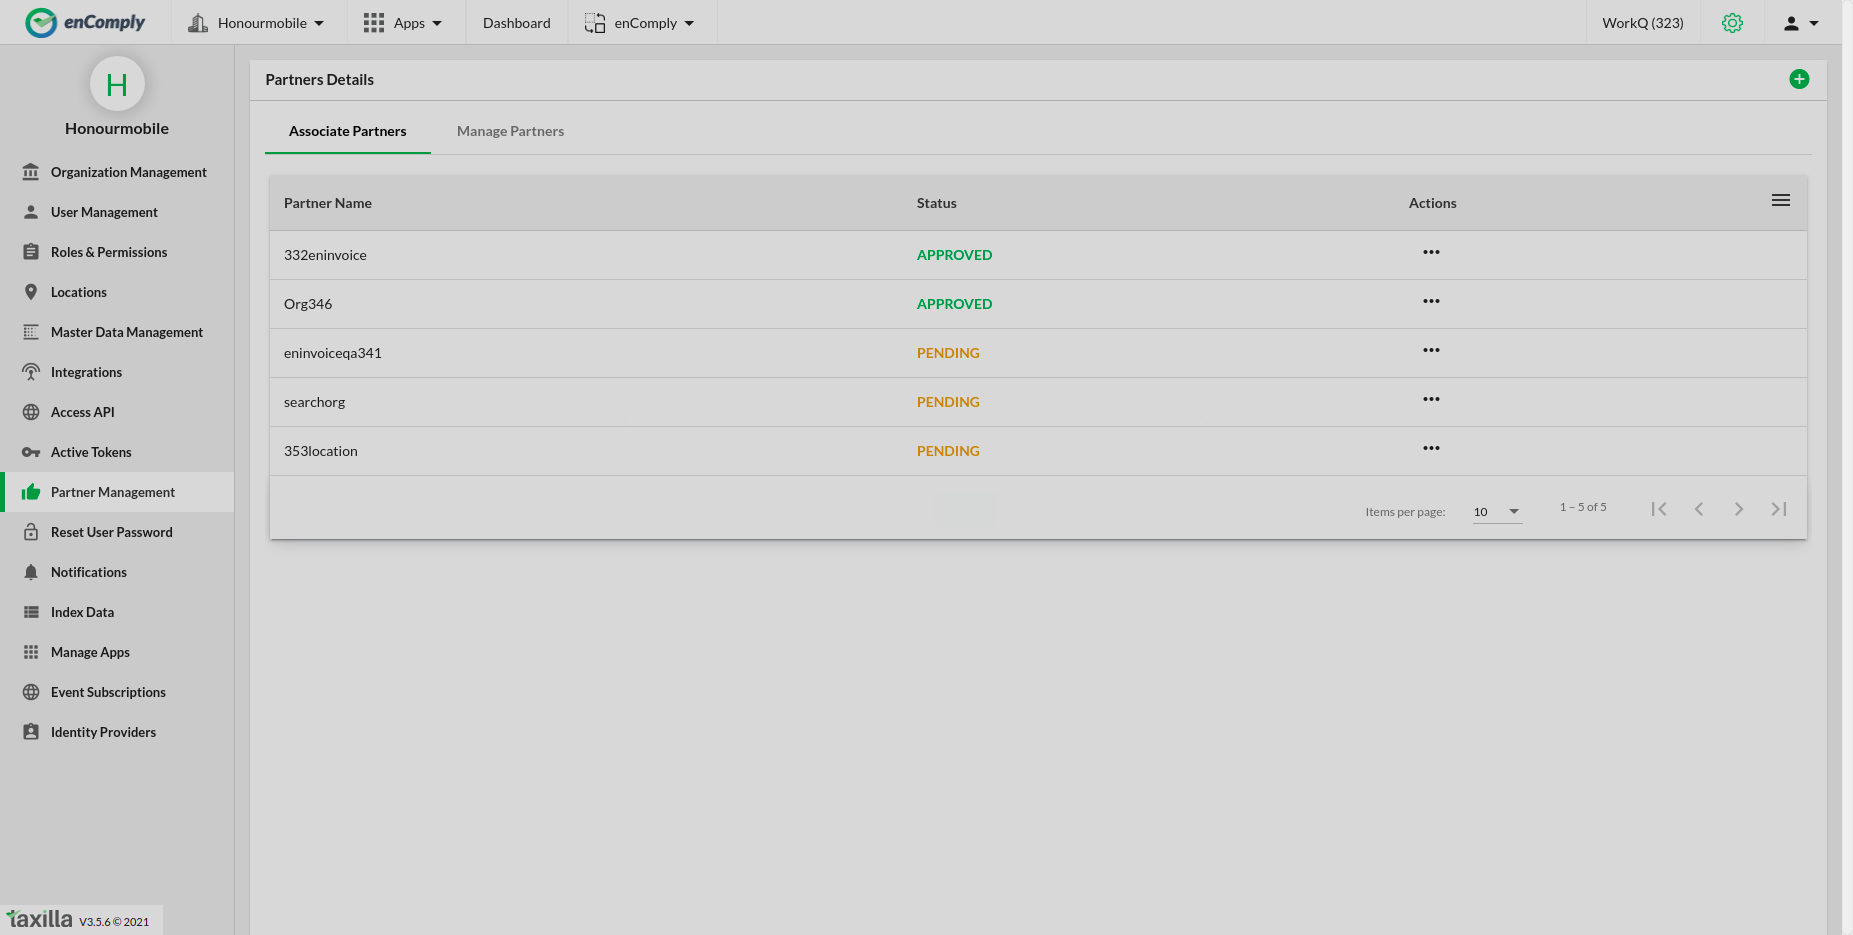 enComply
Honourmobile
Apps
Dashboard
enComply
WorkQ (323)
H
Honourmobile
Organization Management
User Management
Roles & Permissions
Locations
Master Data Management
Integrations
Access API
Active Tokens
Partner Management
Reset User Password
Notifications
Index Data
Manage Apps
Event Subscriptions
Identity Providers
taxilla V3.5.6 © 2021
Partners Details
Associate Partners Manage Partners
Partner Name Status Actions
332eninvoice APPROVED
Org346 APPROVED
eninvoiceqa341 PENDING
searchorg PENDING
353location PENDING
Items per page: 10 1 – 5 of 5